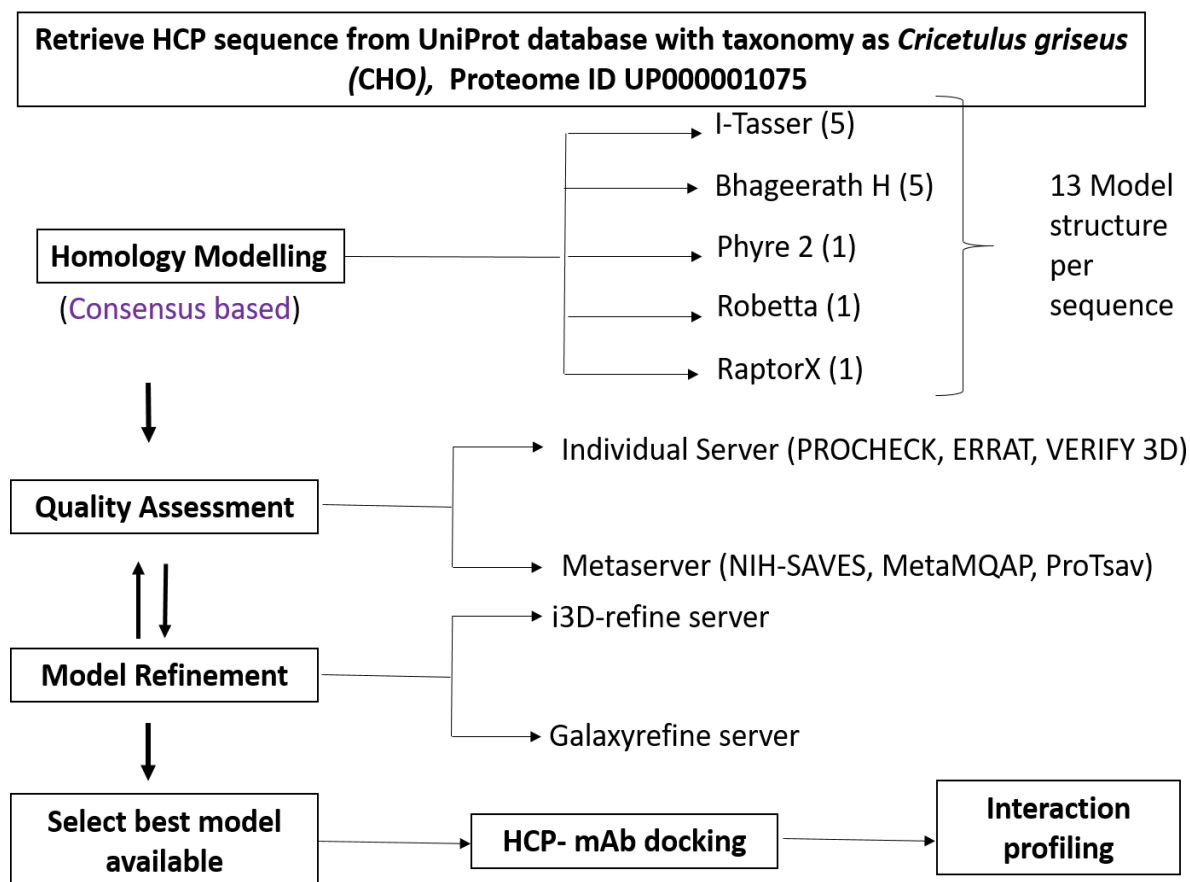 Retrieve HCP sequence from UniProt database with taxonomy as Cricetulus griseus
(CHO), Proteome ID UP000001075
I-Tasser (5)
Bhageerath H (5)
Phyre 2 (1)
Robetta (1)
RaptorX (1)
13 Model
structure
per
sequence
Homology Modelling
(Consensus based)
Quality Assessment
Individual Server (PROCHECK, ERRAT, VERIFY 3D)
Metaserver (NIH-SAVES, MetaMQAP, ProTsav)
Model Refinement
i3D-refine server
Galaxyrefine server
Select best model
available
HCP- mAb docking
Interaction
profiling